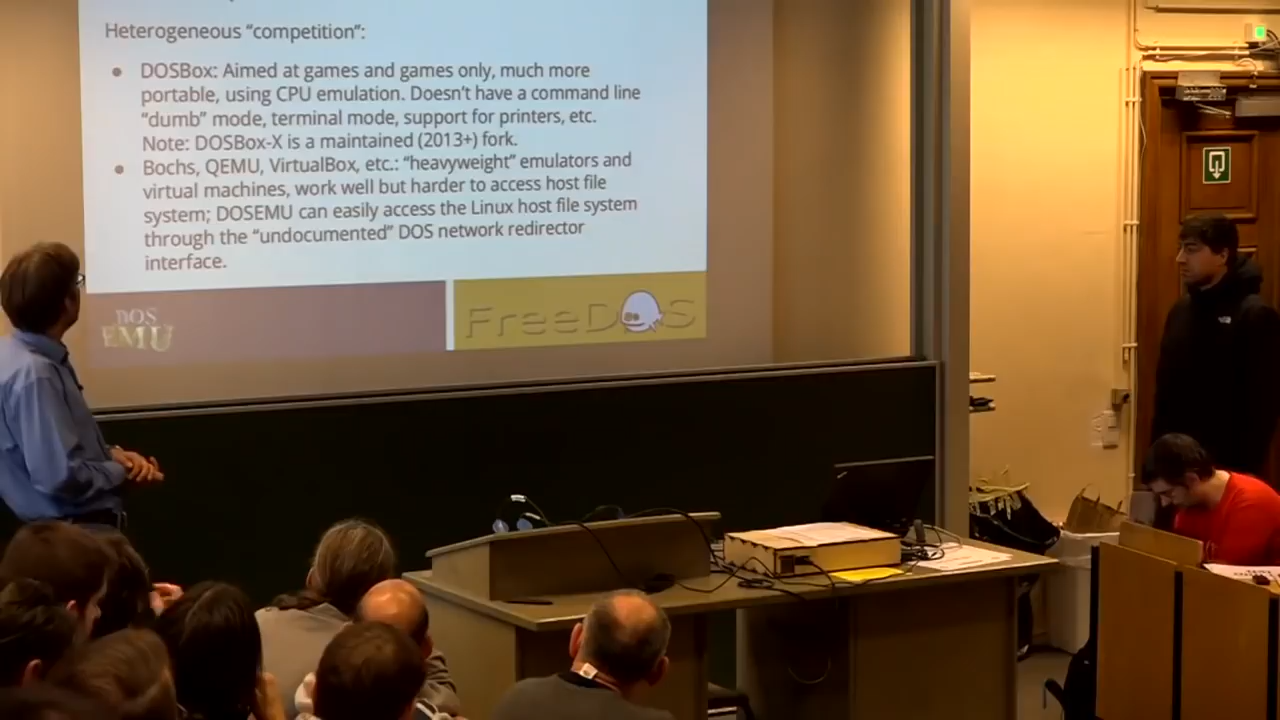 Heterogeneous “competition“:
• DOSBox: Aimed at games and games only, much more
portable, using CPU emulation. Doesn’t have a command line
“dumb” mode, terminal mode, support for printers, etc.
Note: DOSBox-X is a maintained (2013+) fork.
• Bochs, QEMU, VirtualBox, etc.: “heavyweight” emulators and
virtual machines, work well but harder to access host file
system; DOSEMU can easily access the Linux host file system
through the “undocumented” DOS network redirector
interface.
DOS
EMU
FreeDOS